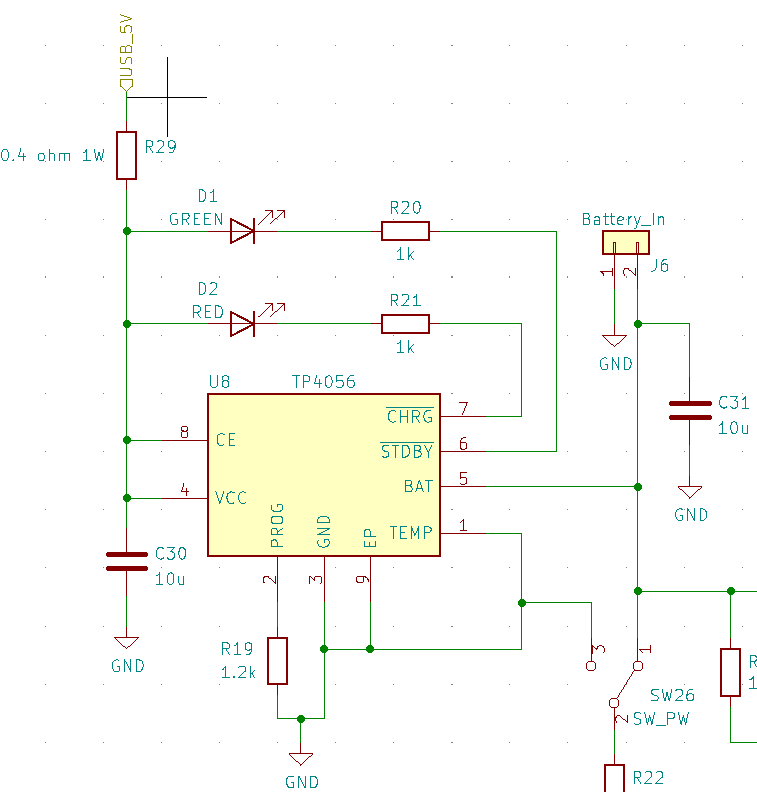 USB_5V
0.4 ohm 1W
R29
D1
GREEN
R20
1k
Battery_In
1
2
J6
GND
D2
RED
R21
1k
U8
TP4056
CHRG
7
C31
10u
8
CE
STDBY
6
BAT
5
4
VCC
GND
PROG
GND
EP
TEMP
1
C30
10u
2
3
9
GND
R19
1.2k
3
1
R
1
SW26
2
SW_PW
GND
R22